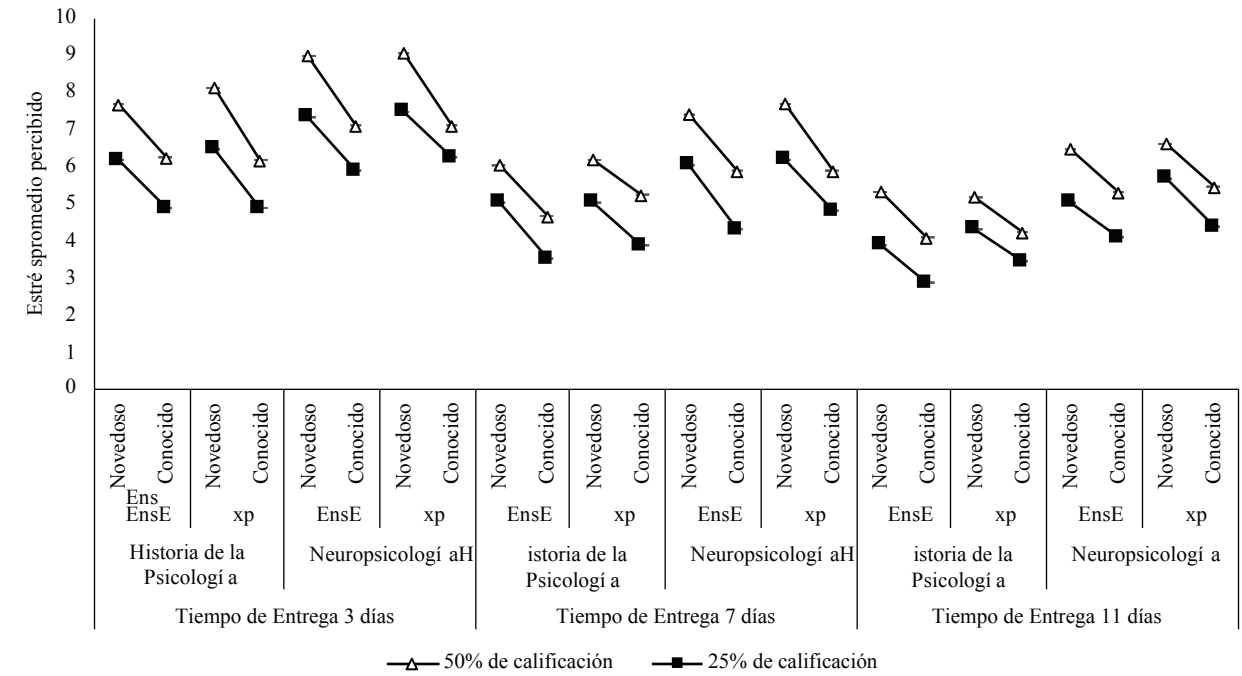 10
9
8
7
6
5
4
3
2
1
0
Estré spromedio percibido
Novedoso Conocido Novedoso Conocido Novedoso Conocido Novedoso Conocido Novedoso Conocido Novedoso Conocido Novedoso Conocido Novedoso Conocido Novedoso Conocido Novedoso Conocido Novedoso Conocido Novedoso Conocido
Ens
EnsE xp EnsE xp EnsE xp EnsE xp EnsE xp EnsE xp
Historia de la Neuropsicologí aH istoria de la Neuropsicologí aH istoria de la Neuropsicologí a
Psicologí a Psicologí a Psicologí a
Tiempo de Entrega 3 días Tiempo de Entrega 7 días Tiempo de Entrega 11 días
50% de calificación 25% de calificación